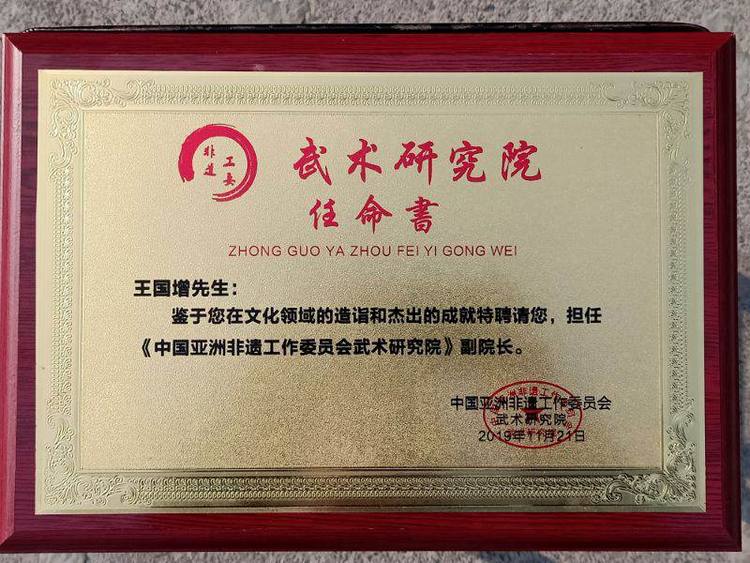 非遗
工委
武术研究院
任命書
ZHONG GUO YA ZHOU FEI YI GONG WEI
王国增先生：
鉴于您在文化领域的造诣和杰出的成就特聘请您，担任
《中国亚洲非遗工作委员会武术研究院》副院长。
中国亚洲非遗工作委员会
武术研究院
2019年11月21日